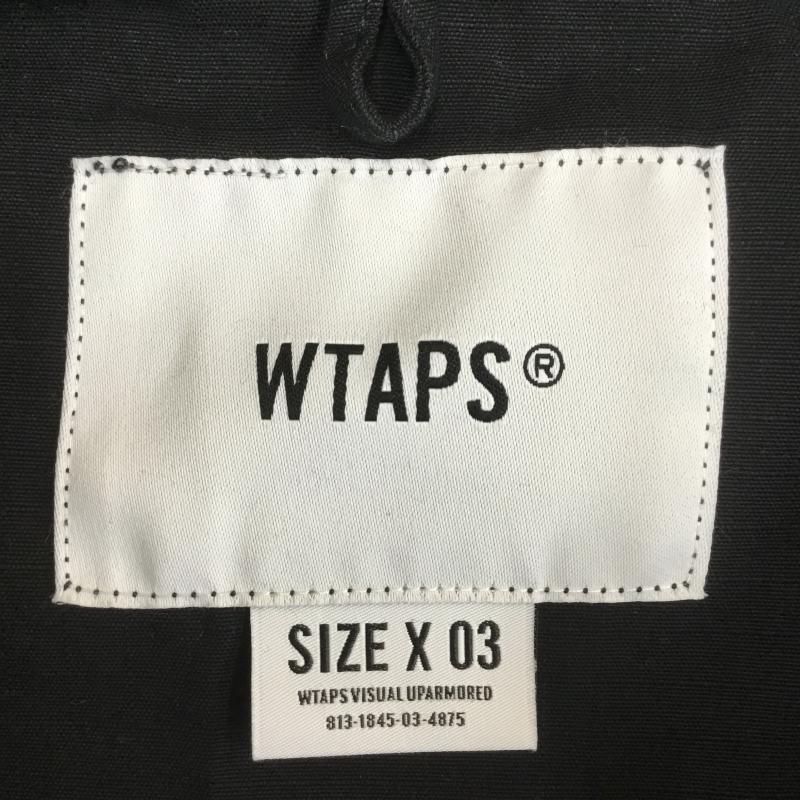 WTAPS®
SIZE X 03
WTAPS VISUAL UPARMORED
813-1845-03-4875